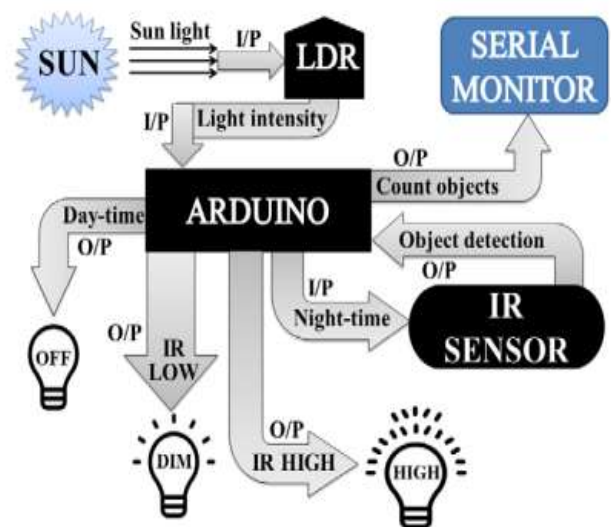 SUN
Sun light
I/P
LDR
SERIAL
MONITOR
I/P
Light intensity
ARDUINO
O/P
Count objects
Day-time
O/P
Object detection
O/P
I/P
Night-time
IR
SENSOR
O/P
IR
LOW
OFF
O/P
IR HIGH
DIM
HIGH